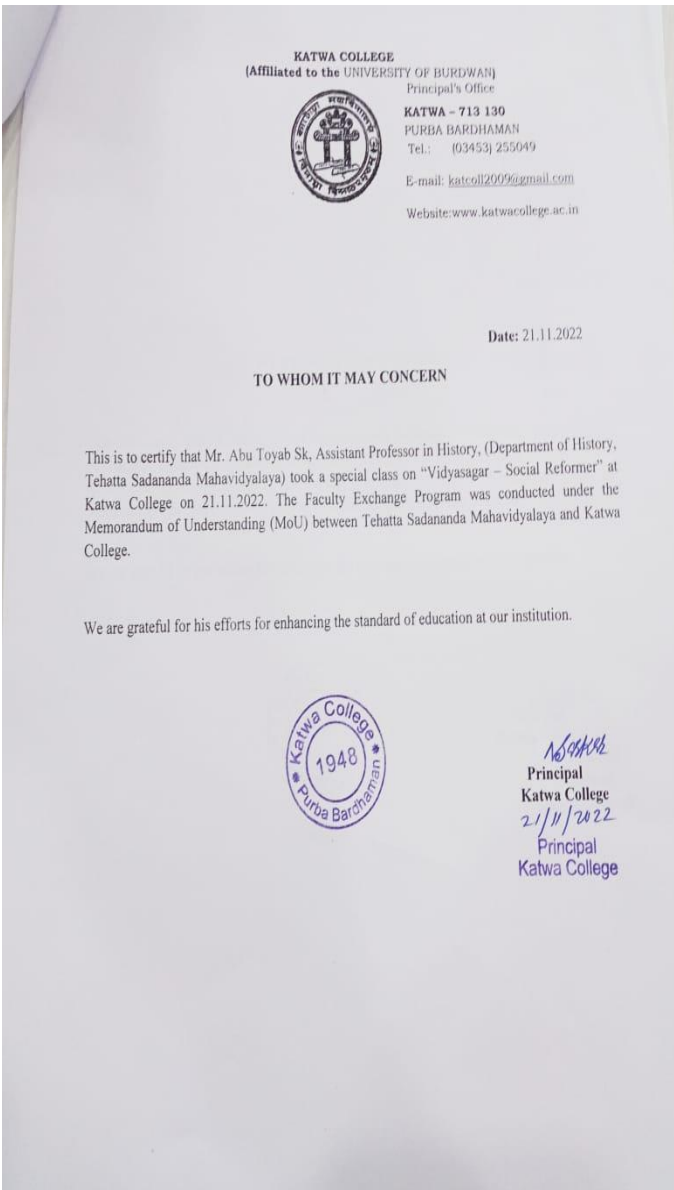 KATWA COLLEGE
(Affiliated to the UNIVERSITY OF BURDWAN)
Principal's Office
KATWA – 713 130
PURBA BARDHAMAN
Tel.: (03453) 255049
E-mail: katcoll2009@gmail.com
Website:www.katwacollege.ac.in
Date: 21.11.2022
TO WHOM IT MAY CONCERN
This is to certify that Mr. Abu Toyab Sk, Assistant Professor in History, (Department of History,
Tehatta Sadananda Mahavidyalaya) took a special class on “Vidyasagar – Social Reformer” at
Katwa College on 21.11.2022. The Faculty Exchange Program was conducted under the
Memorandum of Understanding (MoU) between Tehatta Sadananda Mahavidyalaya and Katwa
College.
We are grateful for his efforts for enhancing the standard of education at our institution.
Katwa College
1948
Purba Bardhaman
Principal
Katwa College
21/11/2022
Principal
Katwa College